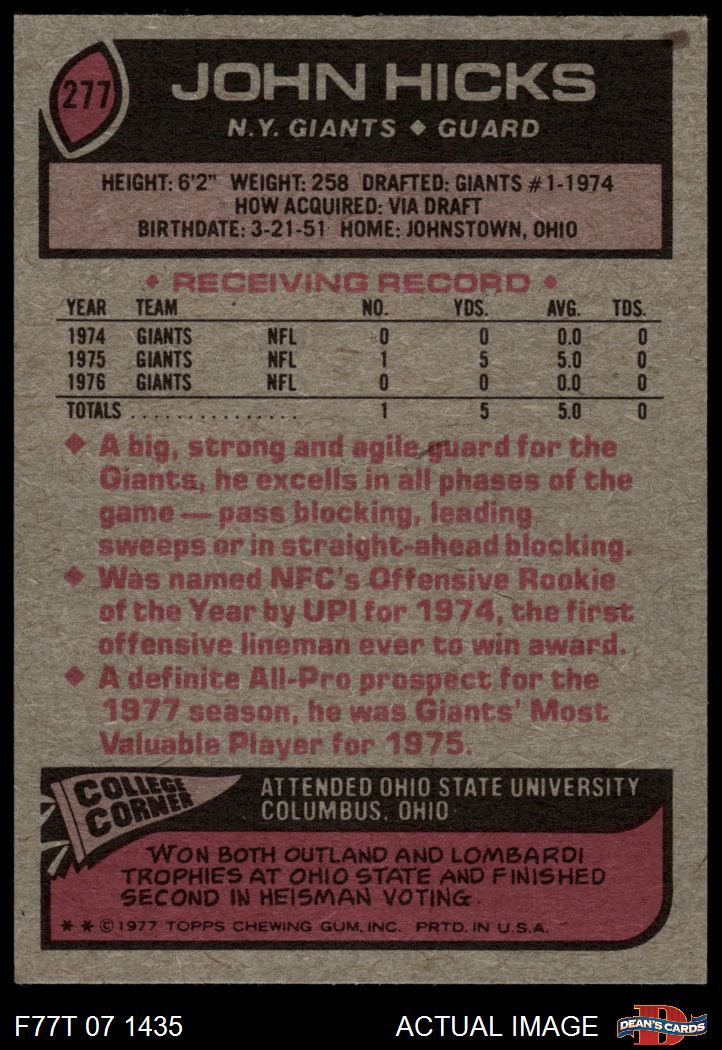 277
JOHN HICKS
N.Y. GIANTS ◆ GUARD
HEIGHT: 6'2" WEIGHT: 258 DRAFTED: GIANTS #1-1974
HOW ACQUIRED: VIA DRAFT
BIRTHDATE: 3-21-51 HOME: JOHNSTOWN, OHIO
◆ RECEIVING RECORD ◆
YEAR TEAM NO. YDS. AVG. TDS.
1974 GIANTS NFL 0 0 0.0 0
1975 GIANTS NFL 1 5 5.0 0
1976 GIANTS NFL 0 0 0.0 0
TOTALS ................ 1 5 5.0 0
◆ A big, strong and agile guard for the
Giants, he excells in all phases of the
game — pass blocking, leading
sweeps or in straight-ahead blocking.
◆ Was named NFC's Offensive Rookie
of the Year by UPI for 1974, the first
offensive lineman ever to win award.
◆ A definite All-Pro prospect for the
1977 season, he was Giants' Most
Valuable Player for 1975.
COLLEGE
CORNER
ATTENDED OHIO STATE UNIVERSITY
COLUMBUS, OHIO
WON BOTH OUTLAND AND LOMBARDI
TROPHIES AT OHIO STATE AND FINISHED
SECOND IN HEISMAN VOTING.
* * © 1977 TOPPS CHEWING GUM, INC. PRTD. IN U.S.A.
F77T 07 1435
ACTUAL IMAGE
D
DEAN'S CARDS